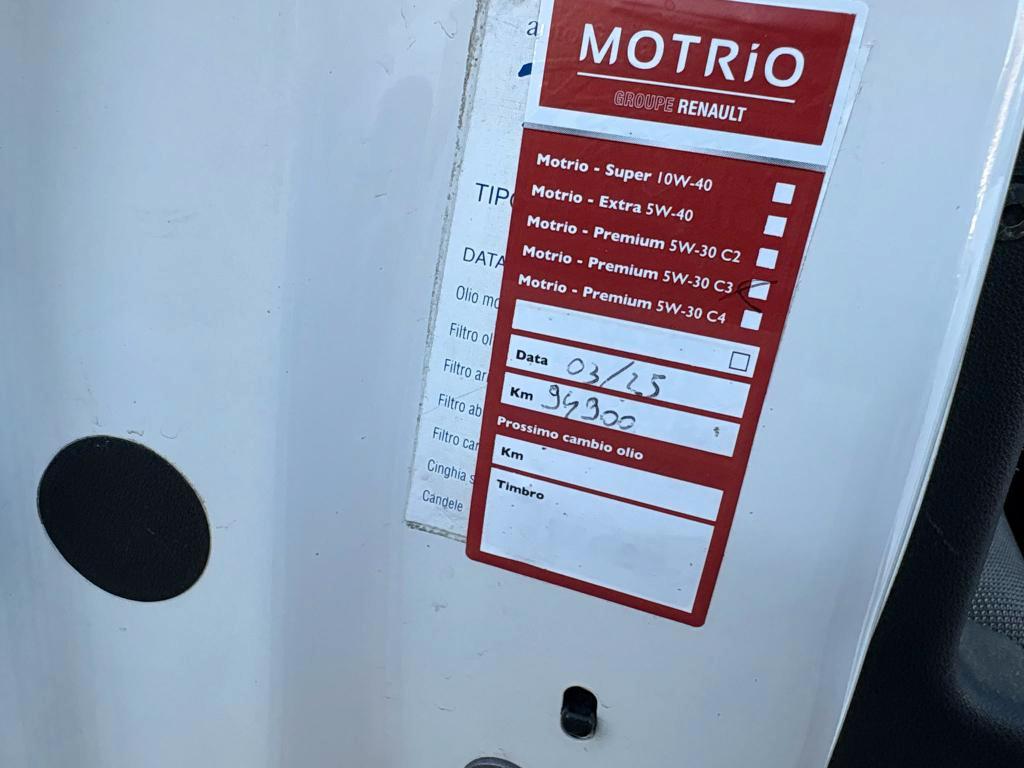 MOTRiO
GROUPE RENAULT
Motrio - Super 10W-40
Motrio - Extra 5W-40
Motrio - Premium 5W-30 C2
Motrio - Premium 5W-30 C3
Motrio - Premium 5W-30 C4
Data 03/25
Km 94900
Prossimo cambio olio
Km
Timbro
TIPO
DATA
Olio mo
Filtro ol
Filtro ar
Filtro ab
Filtro car
Cinghia s
Candele